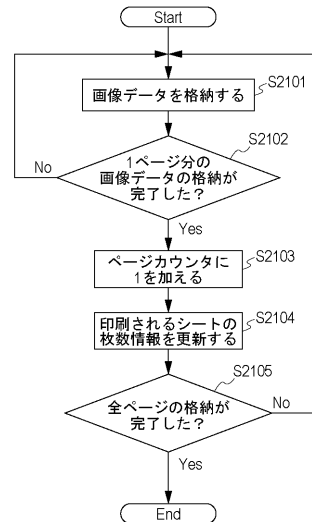 Start
画像データを格納する
S2101
S2102
1ページ分の
画像データの格納が
完了した？
No
Yes
ページカウンタに
1を加える
S2103
印刷されるシートの
枚数情報を更新する
S2104
S2105
全ページの格納が
完了した？
No
Yes
End